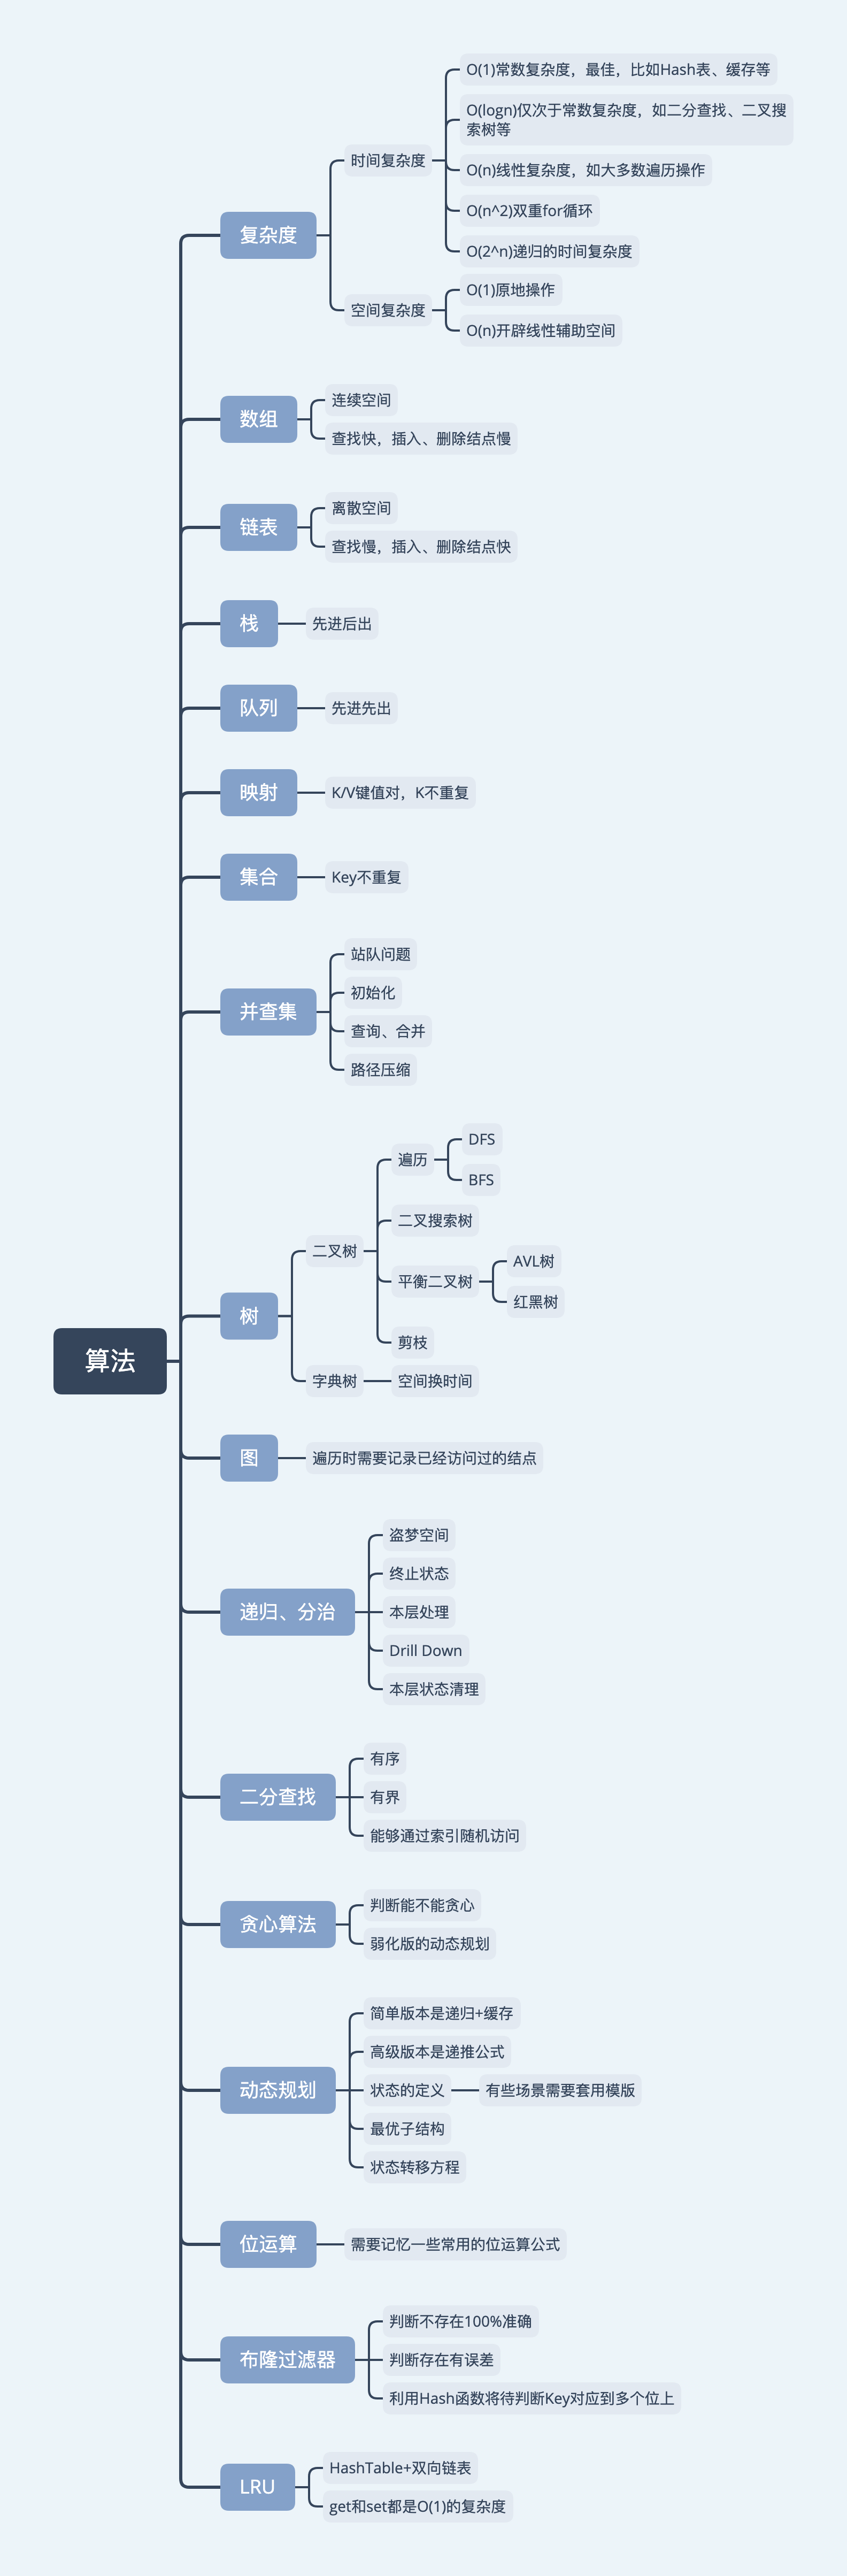 算法
复杂度
时间复杂度
O(1)常数复杂度，最佳，比如Hash表、缓存等
O(logn)仅次于常数复杂度，如二分查找、二叉搜
索树等
O(n)线性复杂度，如大多数遍历操作
O(n^2)双重for循环
O(2^n)递归的时间复杂度
空间复杂度
O(1)原地操作
O(n)开辟线性辅助空间
数组
连续空间
查找快，插入、删除结点慢
链表
离散空间
查找慢，插入、删除结点快
栈
先进后出
队列
先进先出
映射
K/V键值对，K不重复
集合
Key不重复
并查集
站队问题
初始化
查询、合并
路径压缩
树
二叉树
遍历
DFS
BFS
二叉搜索树
平衡二叉树
AVL树
红黑树
剪枝
字典树
空间换时间
图
遍历时需要记录已经访问过的结点
递归、分治
盗梦空间
终止状态
本层处理
Drill Down
本层状态清理
二分查找
有序
有界
能够通过索引随机访问
贪心算法
判断能不能贪心
弱化版的动态规划
动态规划
简单版本是递归+缓存
高级版本是递推公式
状态的定义
有些场景需要套用模版
最优子结构
状态转移方程
位运算
需要记忆一些常用的位运算公式
布隆过滤器
判断不存在100%准确
判断存在有误差
利用Hash函数将待判断Key对应到多个位上
LRU
HashTable+双向链表
get和set都是O(1)的复杂度